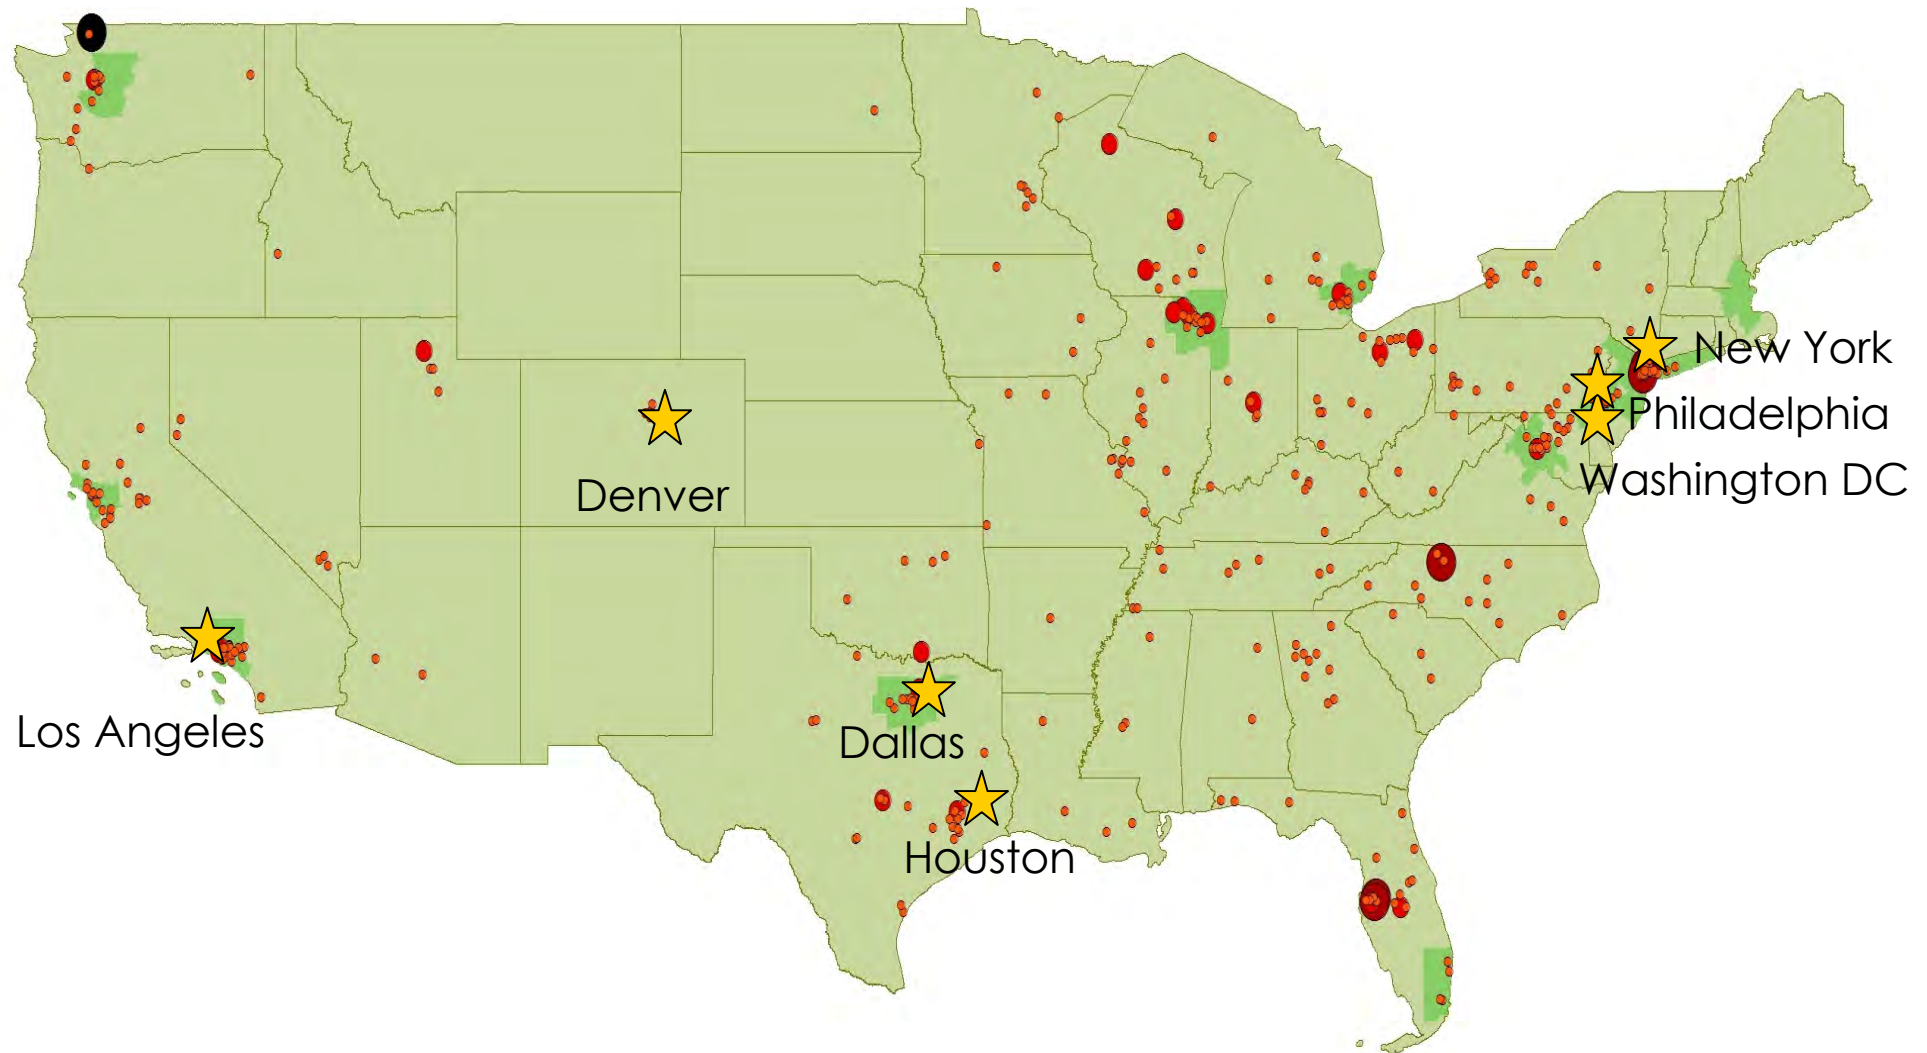 New York
Philadelphia
Washington DC
Denver
Los Angeles
Dallas
Houston